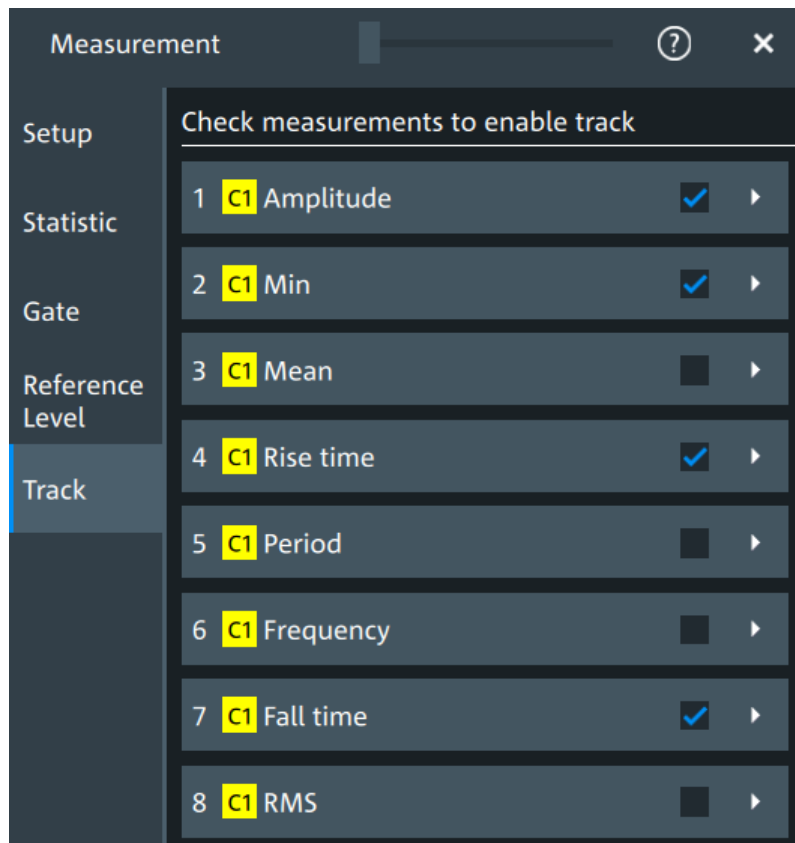 Measurement
?
Setup
Statistic
Gate
Reference
Level
Track
Check measurements to enable track
1 C1 Amplitude
2 C1 Min
3 C1 Mean
4 C1 Rise time
5 C1 Period
6 C1 Frequency
7 C1 Fall time
8 C1 RMS